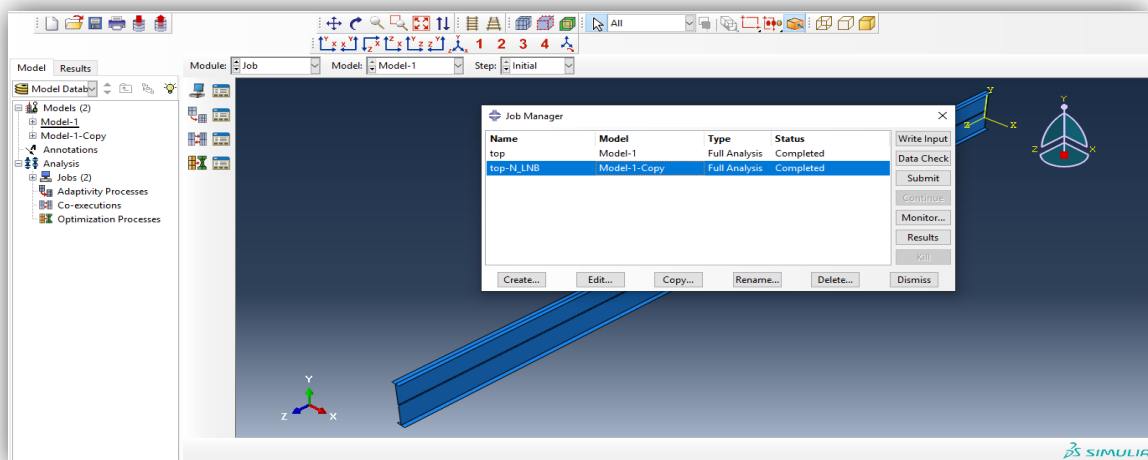 All
1 2 3 4
Model Results
Module: Job Model: Model-1 Step: Initial
Model Datab
Models (2)
Model-1
Model-1-Copy
Annotations
Analysis
Jobs (2)
Adaptivity Processes
Co-executions
Optimization Processes
Job Manager
Name Model Type Status
top Model-1 Full Analysis Completed
top-N_LNB Model-1-Copy Full Analysis Completed
Write Input
Data Check
Submit
Continue
Monitor...
Results
Kill
Create... Edit... Copy... Rename... Delete... Dismiss
Y
Z X
Y
Z X
Y
Z X
SIMULIA